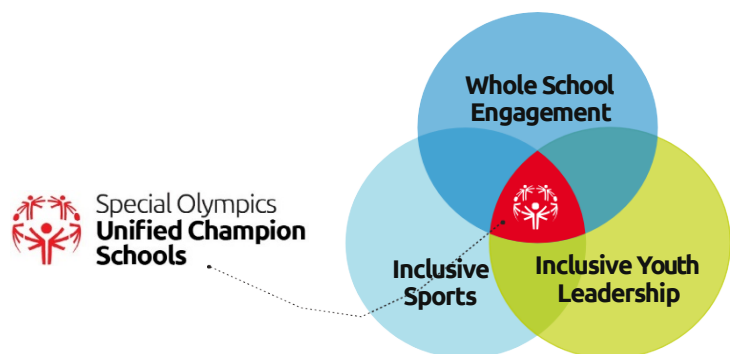 Whole School
Engagement
Special Olympics
Unified Champion
Schools
Inclusive
Sports
Inclusive Youth
Leadership